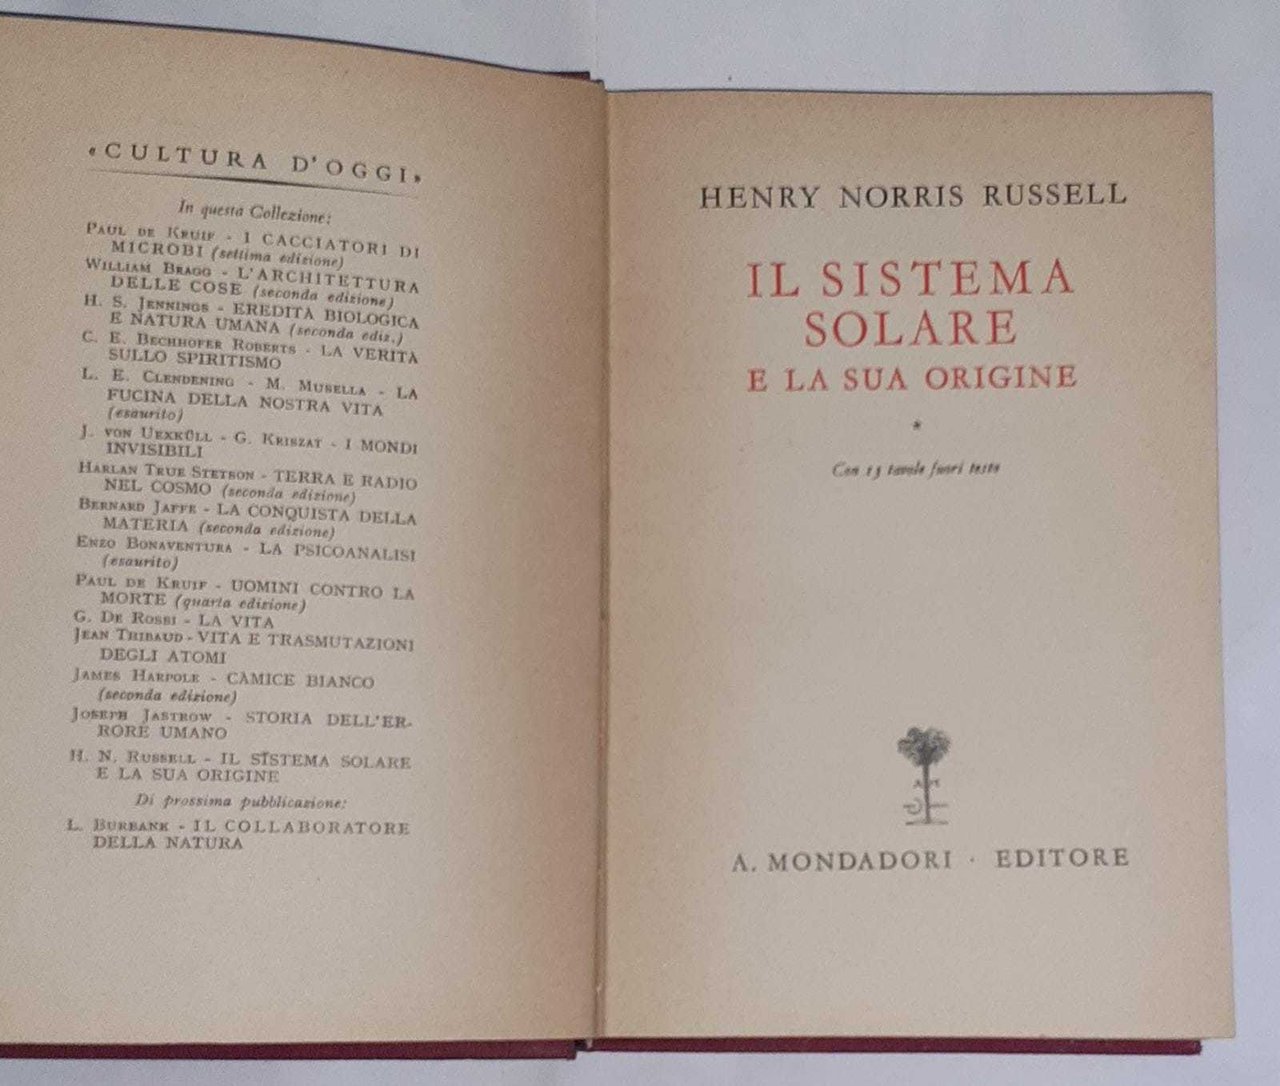 «CULTURA D'OGGI»
In questa Collezione:
PAUL DE KRUIF - I CACCIATORI DI
MICROBI (settima edizione)
WILLIAM BRAGG - L'ARCHITETTURA
DELLE COSE (seconda edizione)
H. S. JENNINGS - EREDITÀ BIOLOGICA
E NATURA UMANA (seconda ediz.)
C. E. BECHHOFER ROBERTS - LA VERITÀ
SULLO SPIRITISMO
L. E. CLENDENING - M. MUSELLA - LA
FUCINA DELLA NOSTRA VITA
(esaurito)
J. VON UEXKÜLL - G. KRISZAT - I MONDI
INVISIBILI
HARLAN TRUE STETSON - TERRA E RADIO
NEL COSMO (seconda edizione)
BERNARD JAFFE - LA CONQUISTA DELLA
MATERIA (seconda edizione)
ENZO BONAVENTURA - LA PSICOANALISI
(esaurito)
PAUL DE KRUIF - UOMINI CONTRO LA
MORTE (quarta edizione)
G. DE ROSSI - LA VITA
JEAN THIBAUD - VITA E TRASMUTAZIONI
DEGLI ATOMI
JAMES HARPOLE - CAMICE BIANCO
(seconda edizione)
JOSEPH JASTROW - STORIA DELL'ER-
RORE UMANO
H. N. RUSSELL - IL SISTEMA SOLARE
E LA SUA ORIGINE
Di prossima pubblicazione:
L. BURBANK - IL COLLABORATORE
DELLA NATURA
HENRY NORRIS RUSSELL
IL SISTEMA
SOLARE
E LA SUA ORIGINE
*
Con 15 tavole fuori testo
A M
A. MONDADORI · EDITORE